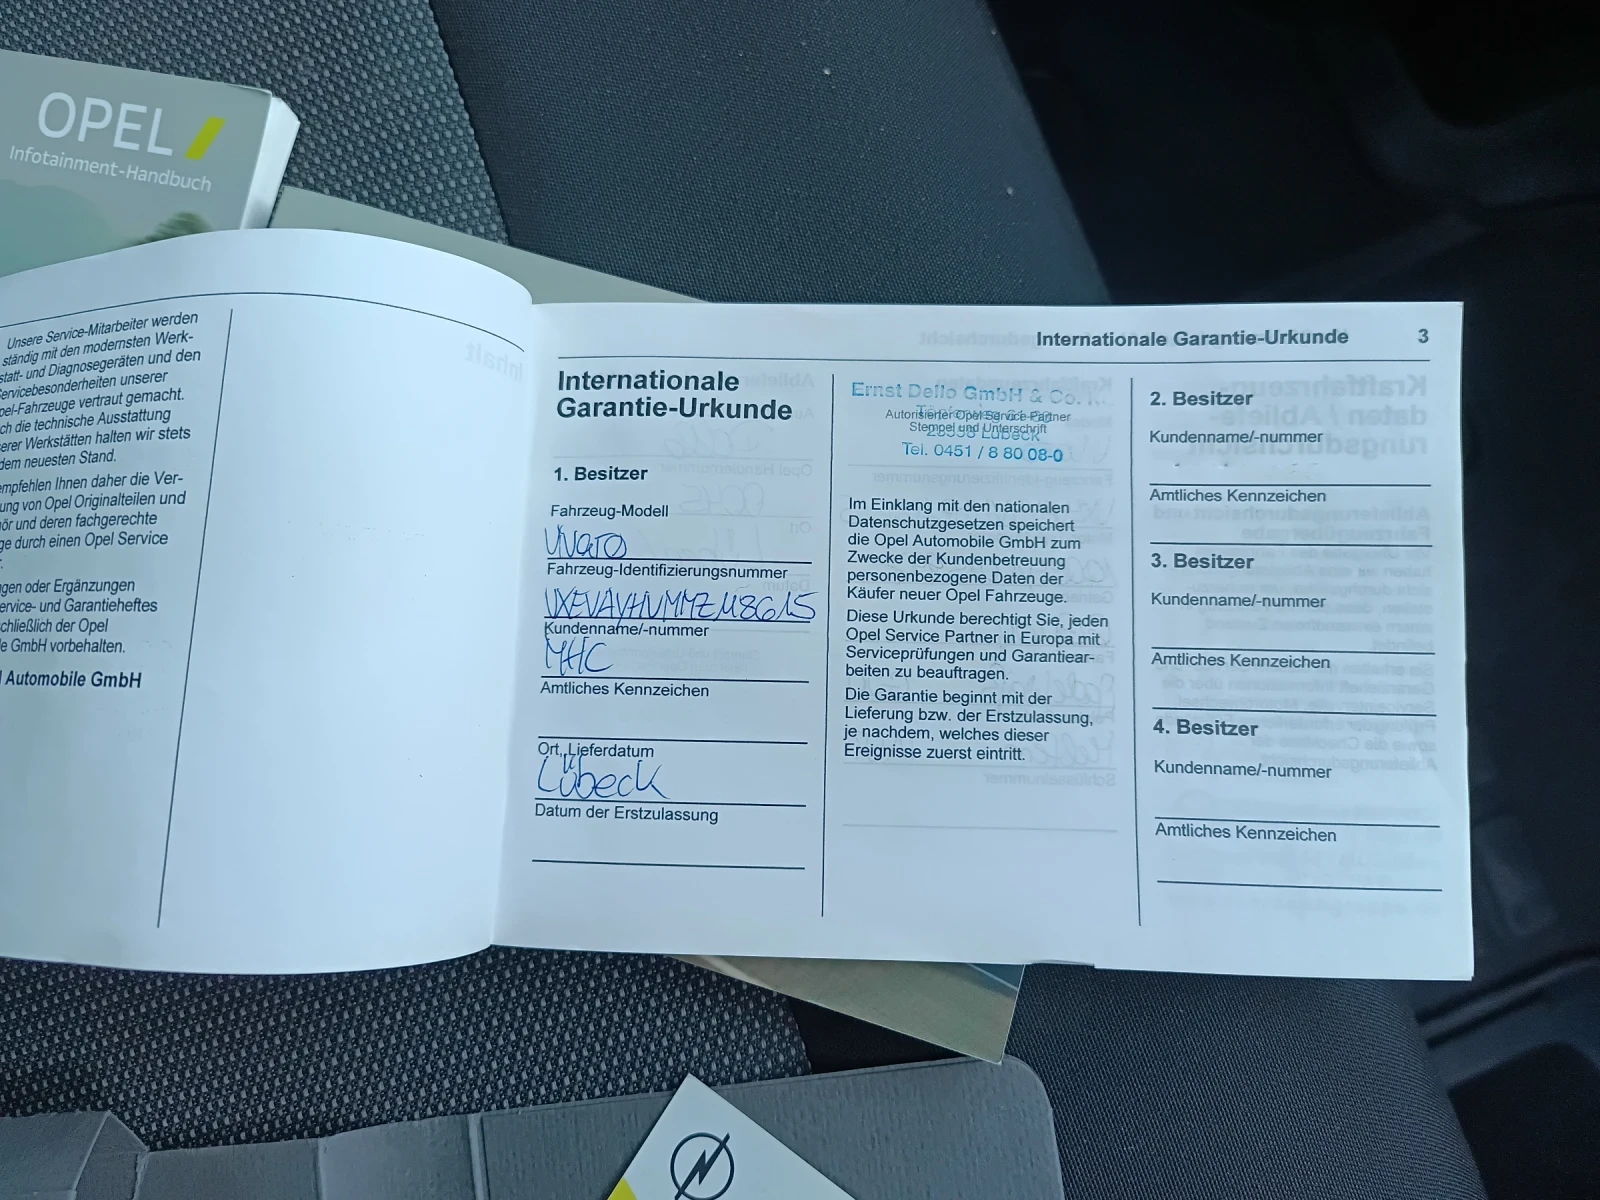 OPEL
Infotainment-Handbuch
Unsere Service-Mitarbeiter werden
ständig mit den modernsten Werk-
statt- und Diagnosegeräten und den
Servicebesonderheiten unserer
Opel-Fahrzeuge vertraut gemacht.
ch die technische Ausstattung
serer Werkstätten halten wir stets
dem neuesten Stand.
empfehlen Ihnen daher die Ver-
ung von Opel Originalteilen und
ör und deren fachgerechte
ge durch einen Opel Service
gen oder Ergänzungen
ervice- und Garantieheftes
chließlich der Opel
le GmbH vorbehalten.
l Automobile GmbH
Internationale Garantie-Urkunde 3
Internationale
Garantie-Urkunde
1. Besitzer
Fahrzeug-Modell
Vivaro
Fahrzeug-Identifizierungsnummer
VXEVAYHVMMZ118615
Kundenname/-nummer
MHC
Amtliches Kennzeichen
Ort, Lieferdatum
Lübeck
Datum der Erstzulassung
Ernst Dello GmbH & Co. K.
Autorisierter Opel Service Partner
Stempel und Unterschrift
Lübeck
Tel. 0451 / 8 80 08-0
Im Einklang mit den nationalen
Datenschutzgesetzen speichert
die Opel Automobile GmbH zum
Zwecke der Kundenbetreuung
personenbezogene Daten der
Käufer neuer Opel Fahrzeuge.
Diese Urkunde berechtigt Sie, jeden
Opel Service Partner in Europa mit
Serviceprüfungen und Garantiear-
beiten zu beauftragen.
Die Garantie beginnt mit der
Lieferung bzw. der Erstzulassung,
je nachdem, welches dieser
Ereignisse zuerst eintritt.
2. Besitzer
Kundenname/-nummer
Amtliches Kennzeichen
3. Besitzer
Kundenname/-nummer
Amtliches Kennzeichen
4. Besitzer
Kundenname/-nummer
Amtliches Kennzeichen